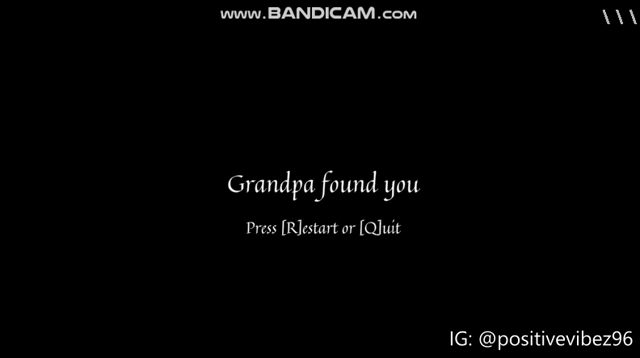 www.BANDICAM.com
\ \ \
Grandpa found you
Press [R]estart or [Q]uit
IG: @positivevibez96